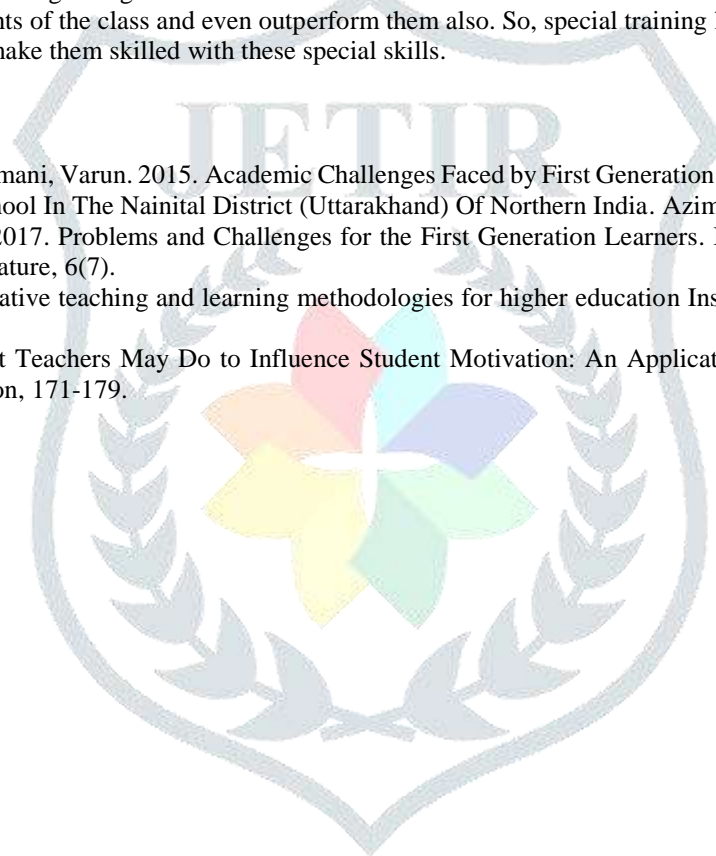 nts of the class and even outperform them also. So, special training
make them skilled with these special skills.
JETIR
mani, Varun. 2015. Academic Challenges Faced by First Generation
hool In The Nainital District (Uttarakhand) Of Northern India. Azim
2017. Problems and Challenges for the First Generation Learners.
ature, 6(7).
ative teaching and learning methodologies for higher education Ins
t Teachers May Do to Influence Student Motivation: An Applicat
on, 171-179.